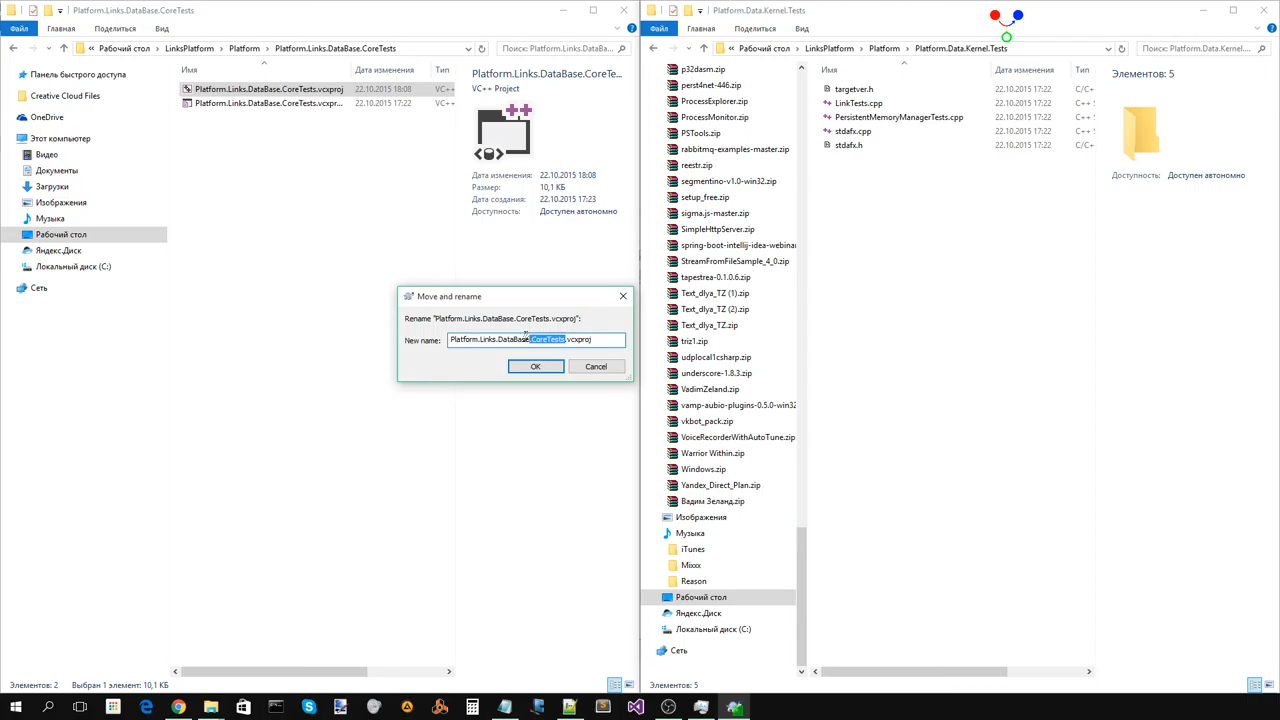 Platform.Links.DataBase.CoreTests
Файл
Главная
Поделиться
Вид
Рабочий стол
LinksPlatform
Platform
Platform.Links.DataBase.CoreTests
Поиск: Platform.Links.DataBa...
Панель быстрого доступа
Creative Cloud Files
OneDrive
Этот компьютер
Видео
Документы
Загрузки
Изображения
Музыка
Рабочий стол
Яндекс.Диск
Локальный диск (C:)
Сеть
Имя
Дата изменения
Тип
Platform.Links.DataBase.CoreTests.vcxproj
22.10.2015 18:08
VC++
Platform.Links.DataBase.CoreTests.vcxpr...
22.10.2015 17:22
VC++
Platform.Links.DataBase.CoreTe...
VC++ Project
Дата изменения: 22.10.2015 18:08
Размер: 10,1 КБ
Дата создания: 22.10.2015 17:23
Доступность: Доступен автономно
Move and rename
Rename "Platform.Links.DataBase.CoreTests.vcxproj":
New name: Platform.Links.DataBase.CoreTests.vcxproj
OK
Cancel
Элементов: 2
Выбран 1 элемент: 10,1 КБ
Platform.Data.Kernel.Tests
Файл
Главная
Поделиться
Вид
Рабочий стол
LinksPlatform
Platform
Platform.Data.Kernel.Tests
Поиск: Platform.Data.Kernel....
p32dasm.zip
perst4net-446.zip
ProcessExplorer.zip
ProcessMonitor.zip
PSTools.zip
rabbitmq-examples-master.zip
reestr.zip
segmentino-v1.0-win32.zip
setup_free.zip
sigma.js-master.zip
SimpleHttpServer.zip
spring-boot-intellij-idea-webinar
StreamFromFileSample_4_0.zip
tapestrea-0.1.0.6.zip
Text_dlya_TZ (1).zip
Text_dlya_TZ (2).zip
Text_dlya_TZ.zip
triz1.zip
udplocal1csharp.zip
underscore-1.8.3.zip
VadimZeland.zip
vamp-aubio-plugins-0.5.0-win32
vkbot_pack.zip
VoiceRecorderWithAutoTune.zip
Warrior Within.zip
Windows.zip
Yandex_Direct_Plan.zip
Вадим Зеланд.zip
Изображения
Музыка
iTunes
Mixxx
Reason
Рабочий стол
Яндекс.Диск
Локальный диск (C:)
Сеть
Имя
Дата изменения
Тип
targetver.h
22.10.2015 17:22
C/C+
LinkTests.cpp
22.10.2015 17:22
C++ S
PersistentMemoryManagerTests.cpp
22.10.2015 17:22
C++ S
stdafx.cpp
22.10.2015 17:22
C++ S
stdafx.h
22.10.2015 17:22
C/C+
Элементов: 5
Доступность: Доступен автономно
Элементов: 5